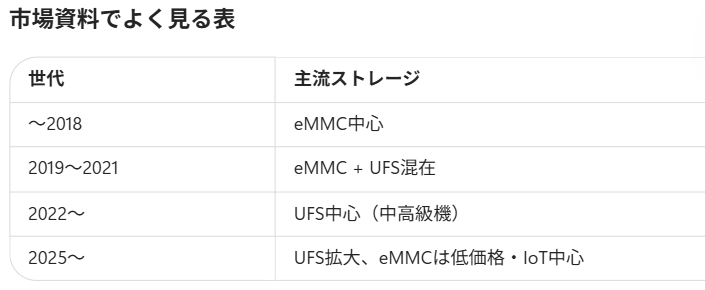 市場資料でよく見る表
世代 主流ストレージ
～2018 eMMC中心
2019～2021 eMMC + UFS混在
2022～ UFS中心（中高級機）
2025～ UFS拡大、eMMCは低価格・IoT中心